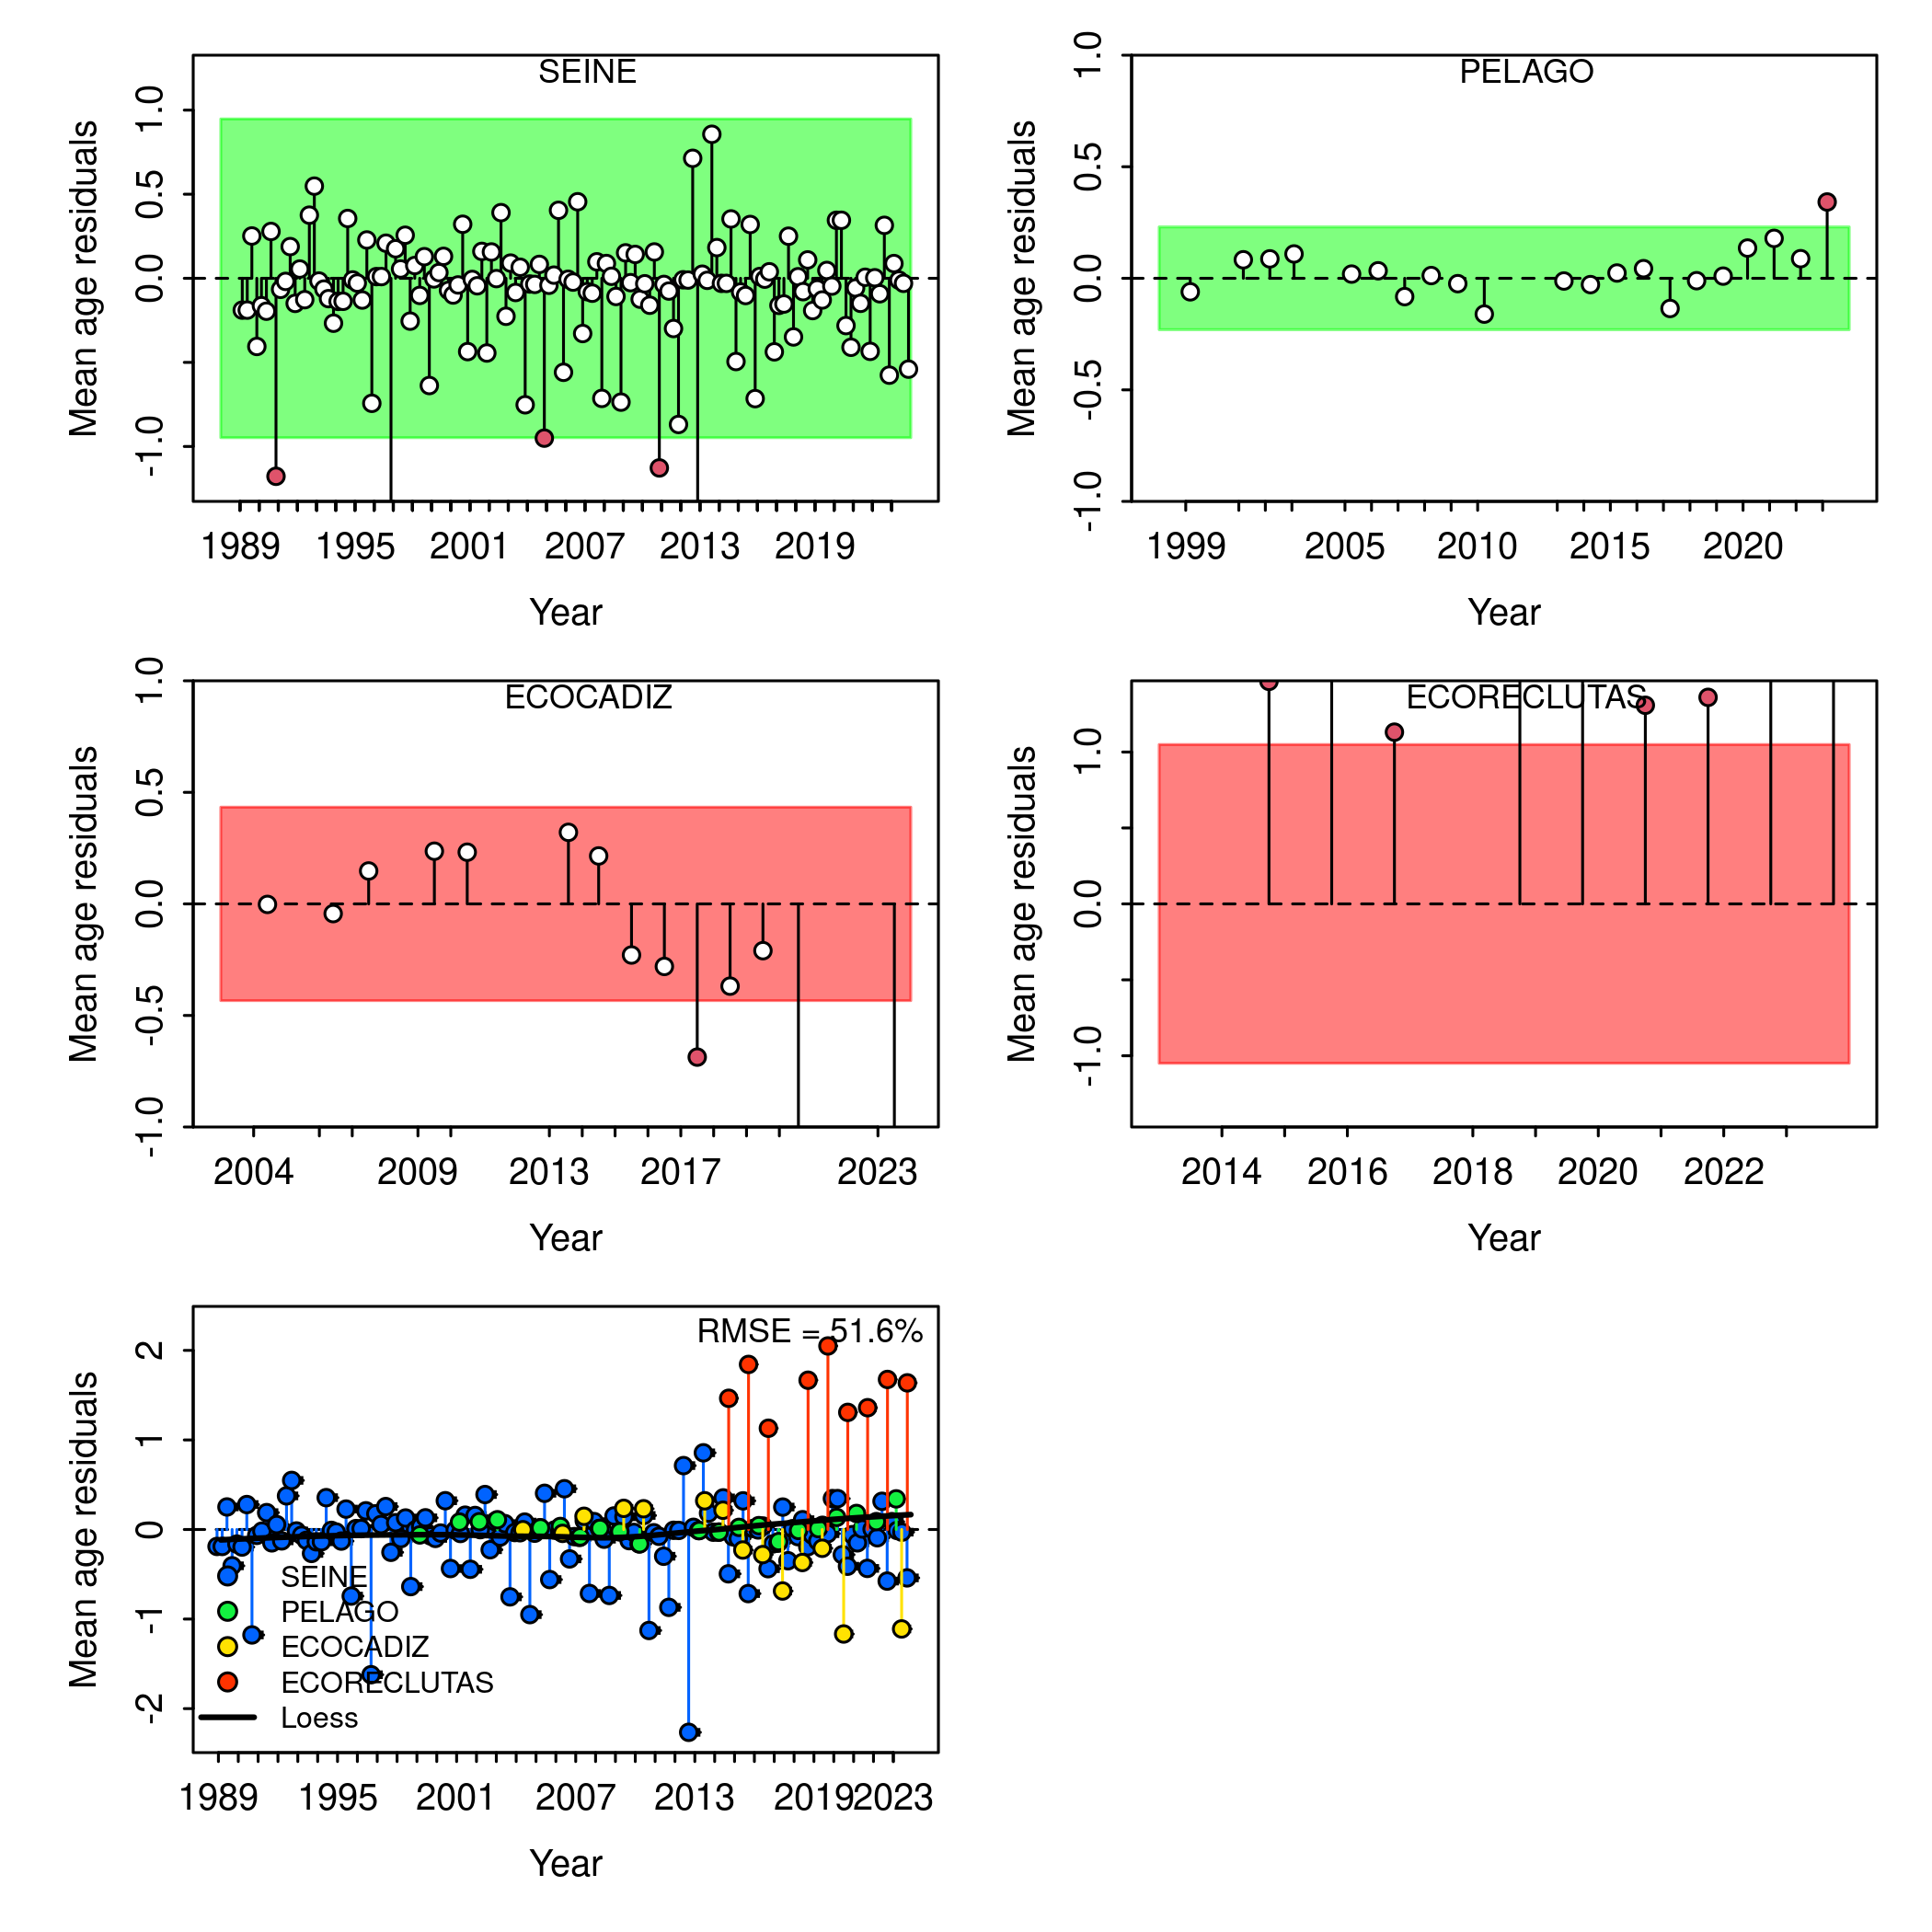 SEINE
Mean age residuals
1.0
0.5
0.0
-1.0
1989 1995 2001 2007 2013 2019
Year
PELAGO
Mean age residuals
1.0
0.5
0.0
-0.5
-1.0
1999 2005 2010 2015 2020
Year
ECOCADIZ
Mean age residuals
1.0
0.5
0.0
-0.5
-1.0
2004 2009 2013 2017 2023
Year
ECORECLUTAS
Mean age residuals
1.0
0.0
-1.0
2014 2016 2018 2020 2022
Year
RMSE = 51.6%
Mean age residuals
2
1
0
-1
-2
SEINE
PELAGO
ECOCADIZ
ECORECLUTAS
Loess
1989 1995 2001 2007 2013 2019 2023
Year